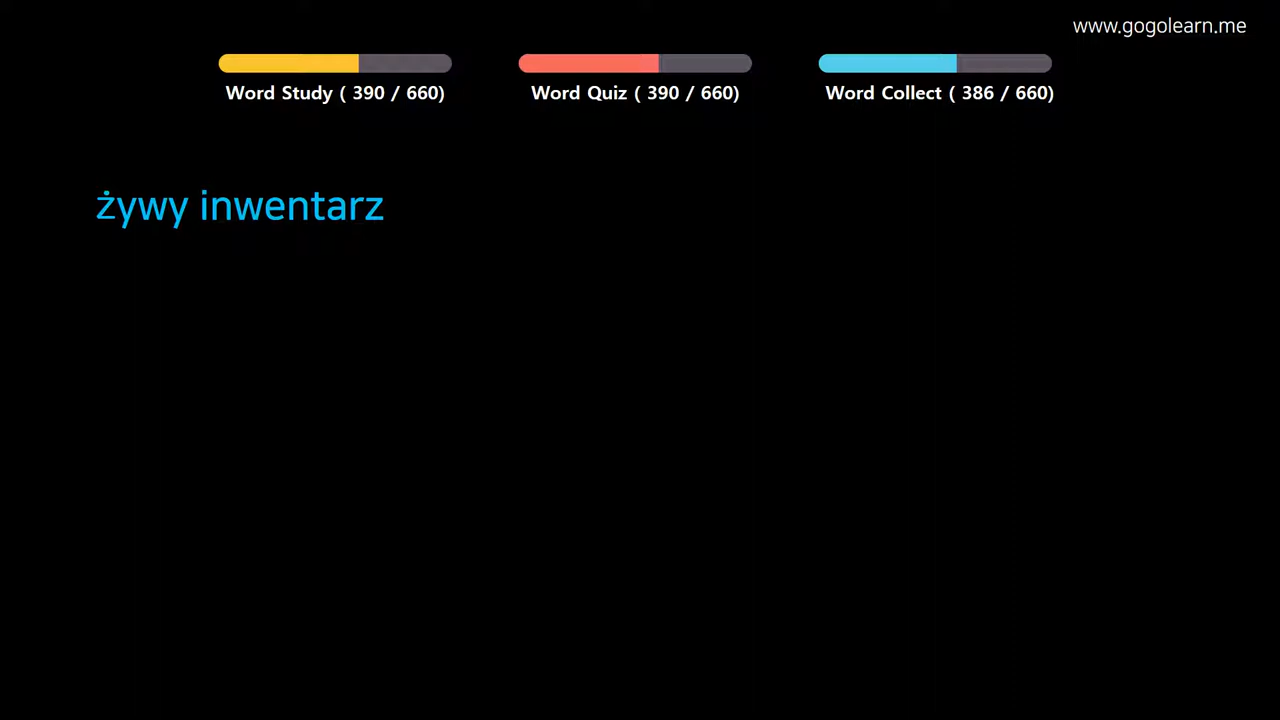 www.gogolearn.me
Word Study ( 390 / 660)
Word Quiz ( 390 / 660)
Word Collect ( 386 / 660)
żywy inwentarz